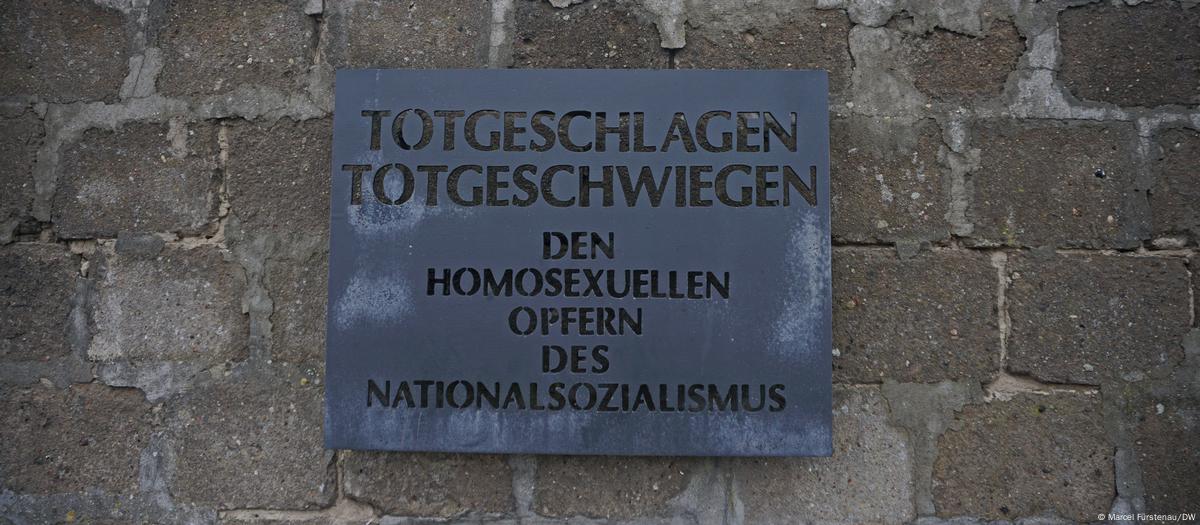 TOTGESCHLAGEN
TOTGESCHWIEGEN
DEN
HOMOSEXUELLEN
OPFERN
DES
NATIONALSOZIALISMUS
© Marcel Fürstenau/DW